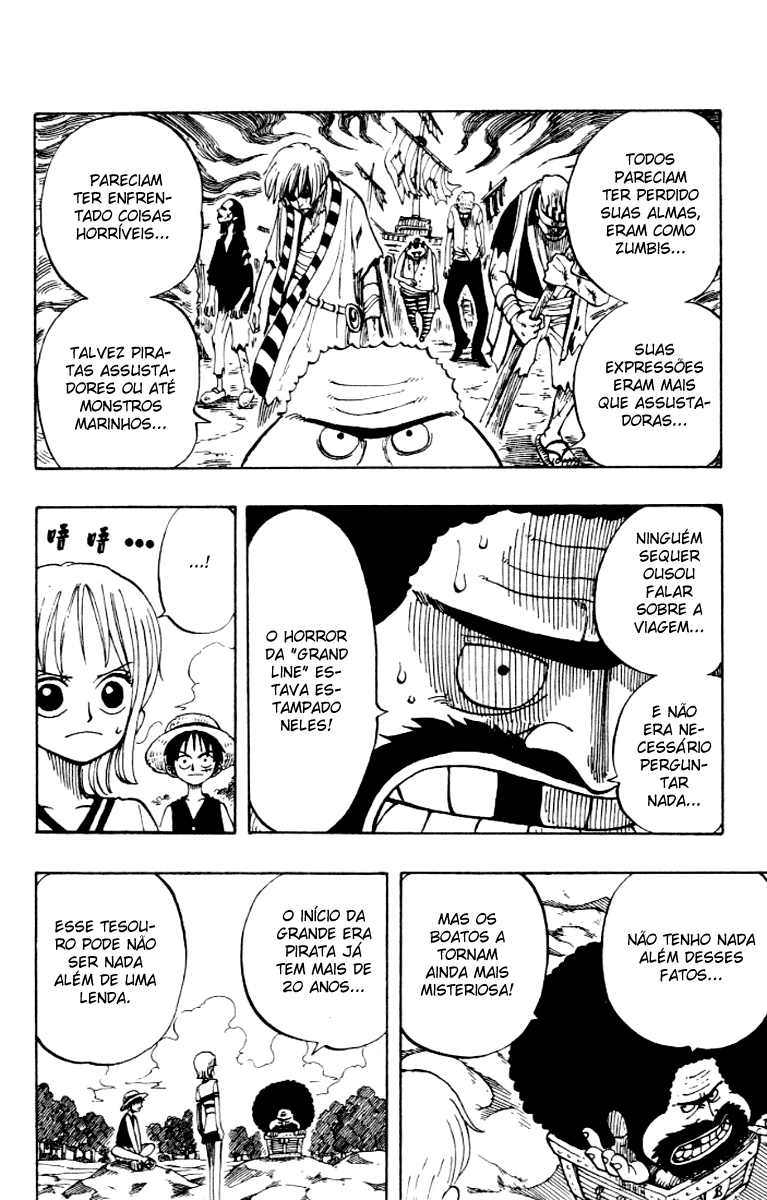 TODOS
PARECIAM
TER PERDIDO
SUAS ALMAS,
ERAM COMO
ZUMBIS...
SUAS
EXPRESSÕES
ERAM MAIS
QUE ASSUSTA-
DORAS...
PARECIAM
TER ENFREN-
TADO COISAS
HORRÍVEIS...
TALVEZ PIRA-
TAS ASSUSTA-
DORES OU ATÉ
MONSTROS
MARINHOS...
NINGUÉM
SEQUER
OUSOU
FALAR
SOBRE A
VIAGEM...
E NÃO
ERA NE-
CESSÁRIO
PERGUN-
TAR
NADA...
O HORROR
DA "GRAND
LINE" ES-
TAVA ES-
TAMPADO
NELES!
...!
唔 唔 •••
NÃO TENHO NADA
ALÉM DESSES
FATOS...
MAS OS
BOATOS A
TORNAM
AINDA MAIS
MISTERIOSA!
O INÍCIO DA
GRANDE ERA
PIRATA JÁ
TEM MAIS DE
20 ANOS...
ESSE TESOU-
RO PODE NÃO
SER NADA
ALÉM DE UMA
LENDA.